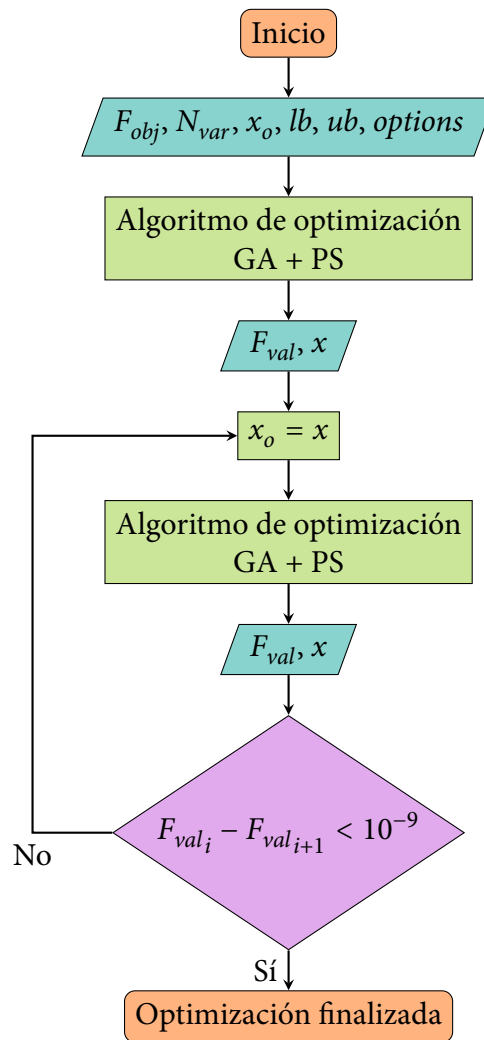 Inicio
F_obj, N_var, x_o, lb, ub, options
Algoritmo de optimización
GA + PS
F_val, x
x_o = x
Algoritmo de optimización
GA + PS
F_val, x
F_val_i − F_val_{i+1} < 10^{−9}
No
Sí
Optimización finalizada